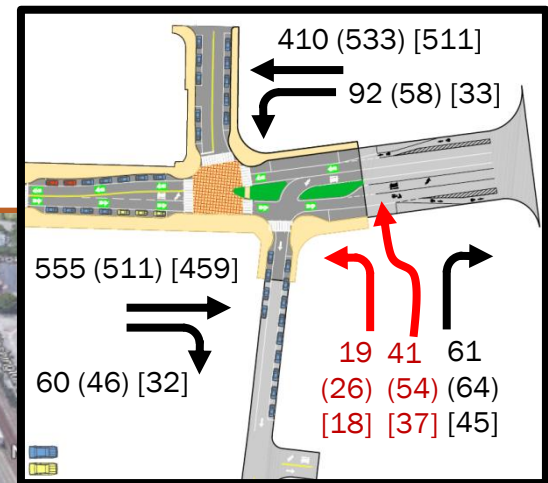 410 (533) [511]
92 (58) [33]
555 (511) [459]
60 (46) [32]
19 41 61
(26) (54) (64)
[18] [37] [45]